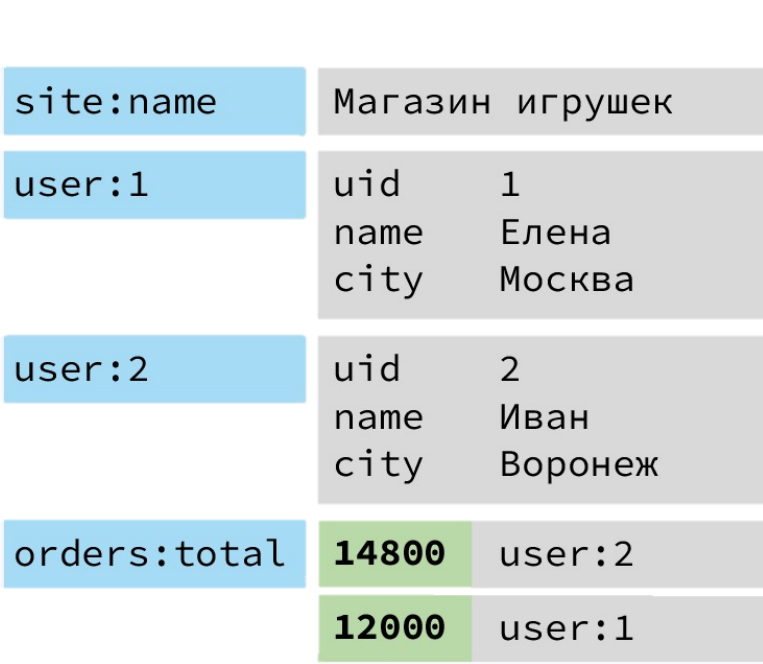 site:name Магазин игрушек
user:1 uid 1
name Елена
city Москва
user:2 uid 2
name Иван
city Воронеж
orders:total 14800 user:2
12000 user:1